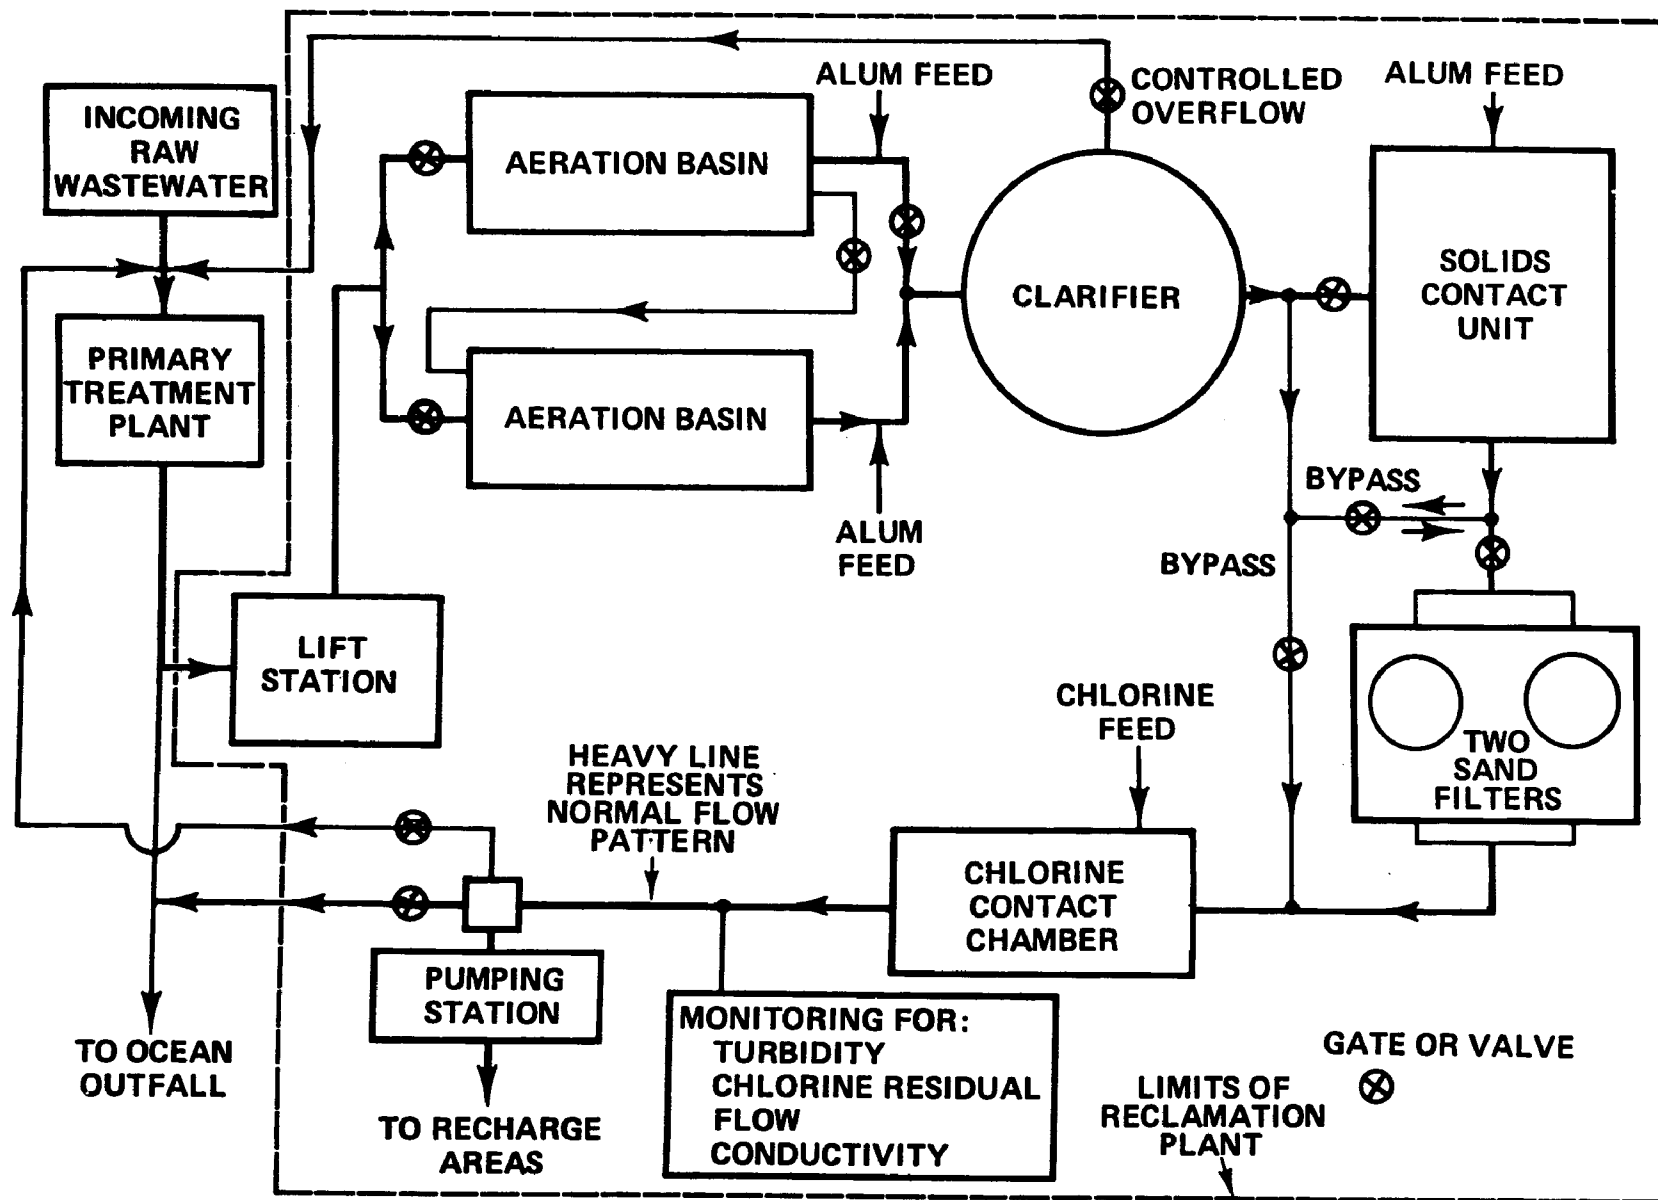 ALUM FEED
CONTROLLED
OVERFLOW
ALUM FEED
INCOMING
RAW
WASTEWATER
AERATION BASIN
SOLIDS
CONTACT
UNIT
CLARIFIER
PRIMARY
TREATMENT
PLANT
AERATION BASIN
BYPASS
ALUM
FEED
BYPASS
LIFT
STATION
CHLORINE
FEED
TWO
SAND
FILTERS
HEAVY LINE
REPRESENTS
NORMAL FLOW
PATTERN
CHLORINE
CONTACT
CHAMBER
PUMPING
STATION
MONITORING FOR:
TURBIDITY
CHLORINE RESIDUAL
FLOW
CONDUCTIVITY
TO OCEAN
OUTFALL
TO RECHARGE
AREAS
GATE OR VALVE
LIMITS OF
RECLAMATION
PLANT